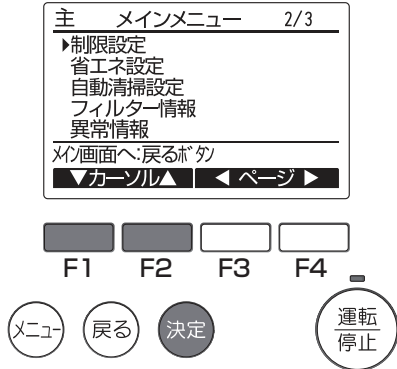 主 メインメニュー 2/3
▶制限設定
省エネ設定
自動清掃設定
フィルター情報
異常情報
メイン画面へ:戻るボタン
▼カーソル▲ ◀ ページ ▶
F1 F2 F3 F4
メニュー 戻る 決定 運転
停止